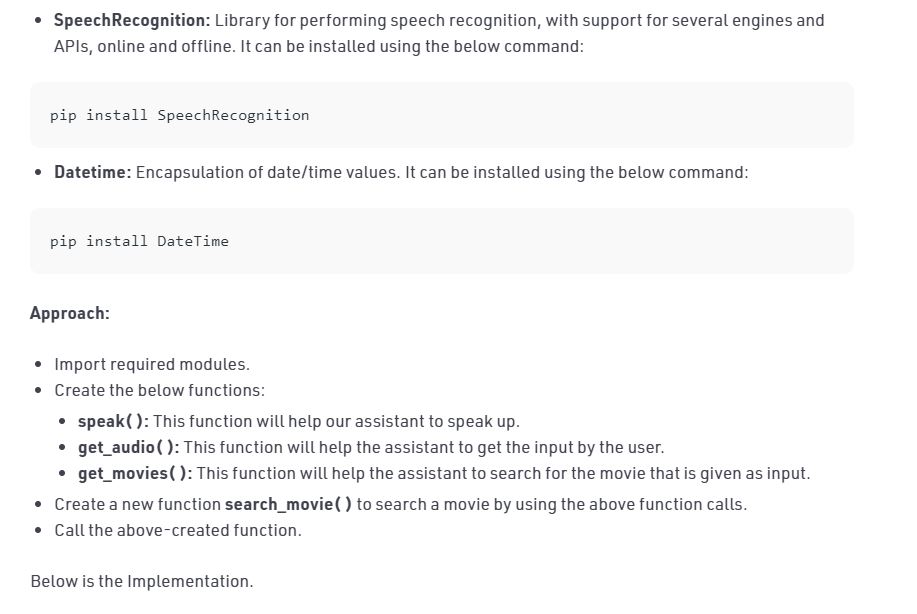 • SpeechRecognition: Library for performing speech recognition, with support for several engines and
APIs, online and offline. It can be installed using the below command:
pip install SpeechRecognition
• Datetime: Encapsulation of date/time values. It can be installed using the below command:
pip install DateTime
Approach:
• Import required modules.
• Create the below functions:
• speak( ): This function will help our assistant to speak up.
• get_audio( ): This function will help the assistant to get the input by the user.
• get_movies( ): This function will help the assistant to search for the movie that is given as input.
• Create a new function search_movie( ) to search a movie by using the above function calls.
• Call the above-created function.
Below is the Implementation.